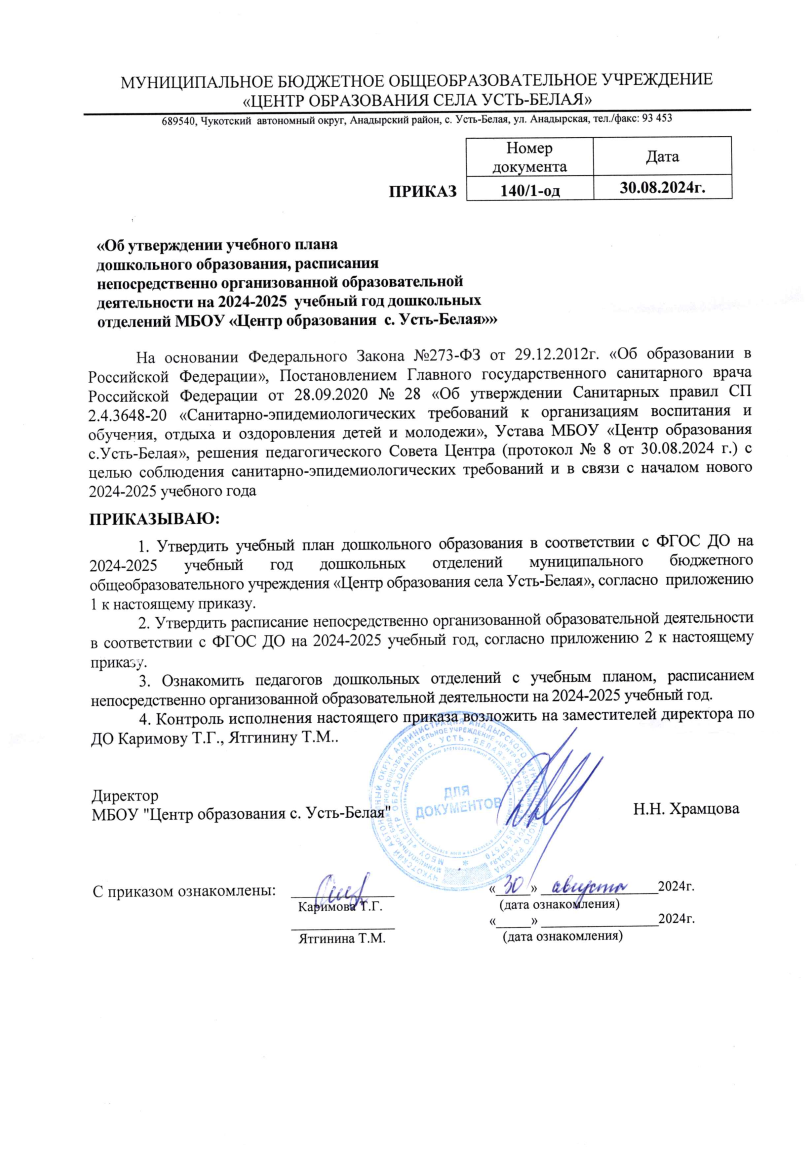 МУНИЦИПАЛЬНОЕ БЮДЖЕТНОЕ ОБЩЕОБРАЗОВАТЕЛЬНОЕ УЧРЕЖДЕНИЕ
«ЦЕНТР ОБРАЗОВАНИЯ СЕЛА УСТЬ-БЕЛАЯ»
689540, Чукотский автономный округ, Анадырский район, с. Усть-Белая, ул. Анадырская, тел./факс: 93 453
Номер документа Дата
ПРИКАЗ 140/1-од 30.08.2024г.
«Об утверждении учебного плана
дошкольного образования, расписания
непосредственно организованной образовательной
деятельности на 2024-2025 учебный год дошкольных
отделений МБОУ «Центр образования с. Усть-Белая»»
На основании Федерального Закона №273-ФЗ от 29.12.2012г. «Об образовании в
Российской Федерации», Постановлением Главного государственного санитарного врача
Российской Федерации от 28.09.2020 № 28 «Об утверждении Санитарных правил СП
2.4.3648-20 «Санитарно-эпидемиологических требований к организациям воспитания и
обучения, отдыха и оздоровления детей и молодежи», Устава МБОУ «Центр образования
с.Усть-Белая», решения педагогического Совета Центра (протокол № 8 от 30.08.2024 г.) с
целью соблюдения санитарно-эпидемиологических требований и в связи с началом нового
2024-2025 учебного года
ПРИКАЗЫВАЮ:
1. Утвердить учебный план дошкольного образования в соответствии с ФГОС ДО на
2024-2025 учебный год дошкольных отделений муниципального бюджетного
общеобразовательного учреждения «Центр образования села Усть-Белая», согласно приложению
1 к настоящему приказу.
2. Утвердить расписание непосредственно организованной образовательной деятельности
в соответствии с ФГОС ДО на 2024-2025 учебный год, согласно приложению 2 к настоящему
приказу.
3. Ознакомить педагогов дошкольных отделений с учебным планом, расписанием
непосредственно организованной образовательной деятельности на 2024-2025 учебный год.
4. Контроль исполнения настоящего приказа возложить на заместителей директора по
ДО Каримову Т.Г., Ятгинину Т.М..
ДЛЯ
ДОКУМЕНТОВ
Директор
МБОУ "Центр образования с. Усть-Белая" Н.Н. Храмцова
С приказом ознакомлены: ____________ «_30_» _августа_____________2024г.
Каримова Т.Г. (дата ознакомления)
______________ «_____» _________________2024г.
Ятгинина Т.М. (дата ознакомления)